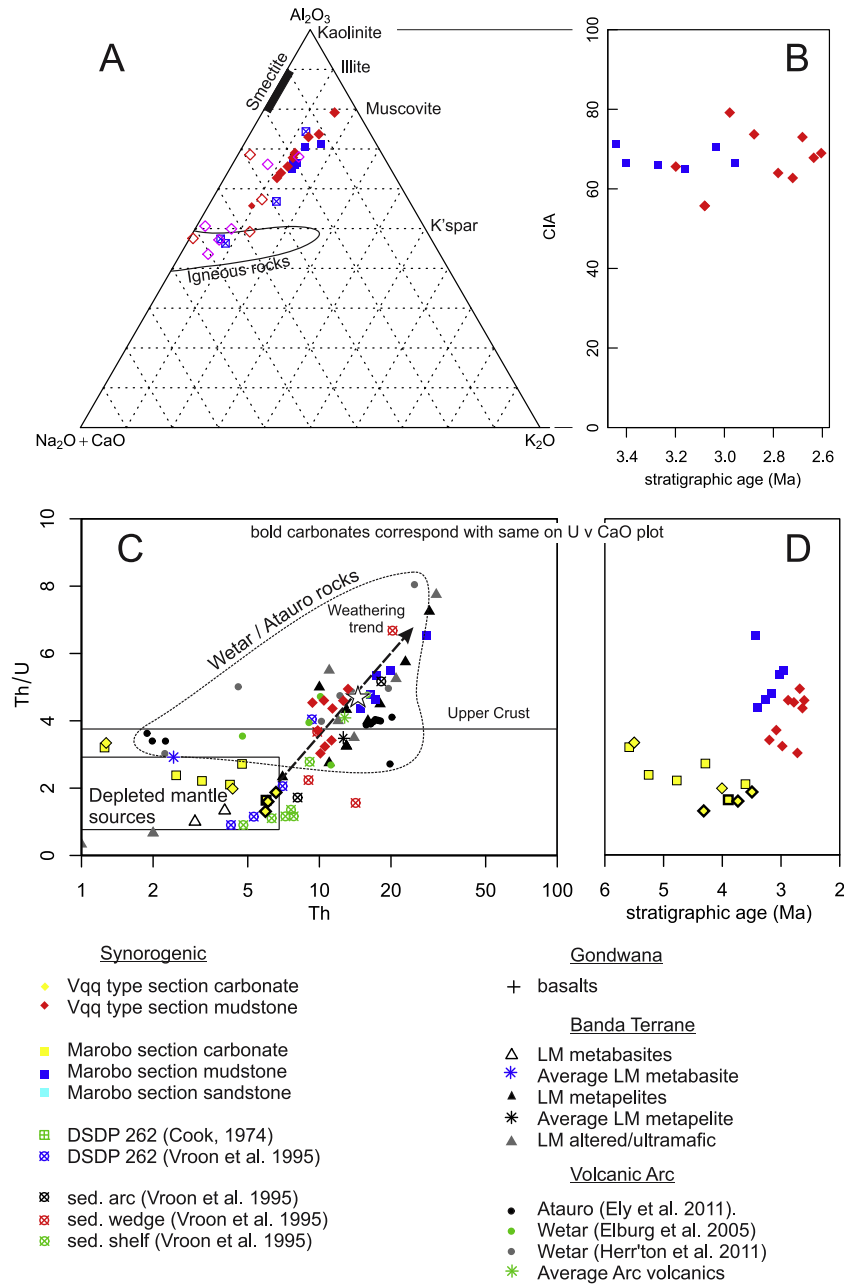 Al₂O₃
A
Kaolinite
Illite
Smectite
Muscovite
K'spar
Igneous rocks
Na₂O + CaO
K₂O
B
CIA
100
80
60
40
20
0
3.4 3.2 3.0 2.8 2.6
stratigraphic age (Ma)
C
bold carbonates correspond with same on U v CaO plot
D
Th/U
10
8
6
4
2
0
Wetar / Atauro rocks
Weathering
trend
Upper Crust
Depleted mantle
sources
1 2 5 10 20 50 100
Th
6 5 4 3 2
stratigraphic age (Ma)
Synorogenic
Vqq type section carbonate
Vqq type section mudstone
Marobo section carbonate
Marobo section mudstone
Marobo section sandstone
DSDP 262 (Cook, 1974)
DSDP 262 (Vroon et al. 1995)
sed. arc (Vroon et al. 1995)
sed. wedge (Vroon et al. 1995)
sed. shelf (Vroon et al. 1995)
Gondwana
basalts
Banda Terrane
LM metabasites
Average LM metabasite
LM metapelites
Average LM metapelite
LM altered/ultramafic
Volcanic Arc
Atauro (Ely et al. 2011).
Wetar (Elburg et al. 2005)
Wetar (Herr'ton et al. 2011)
Average Arc volcanics